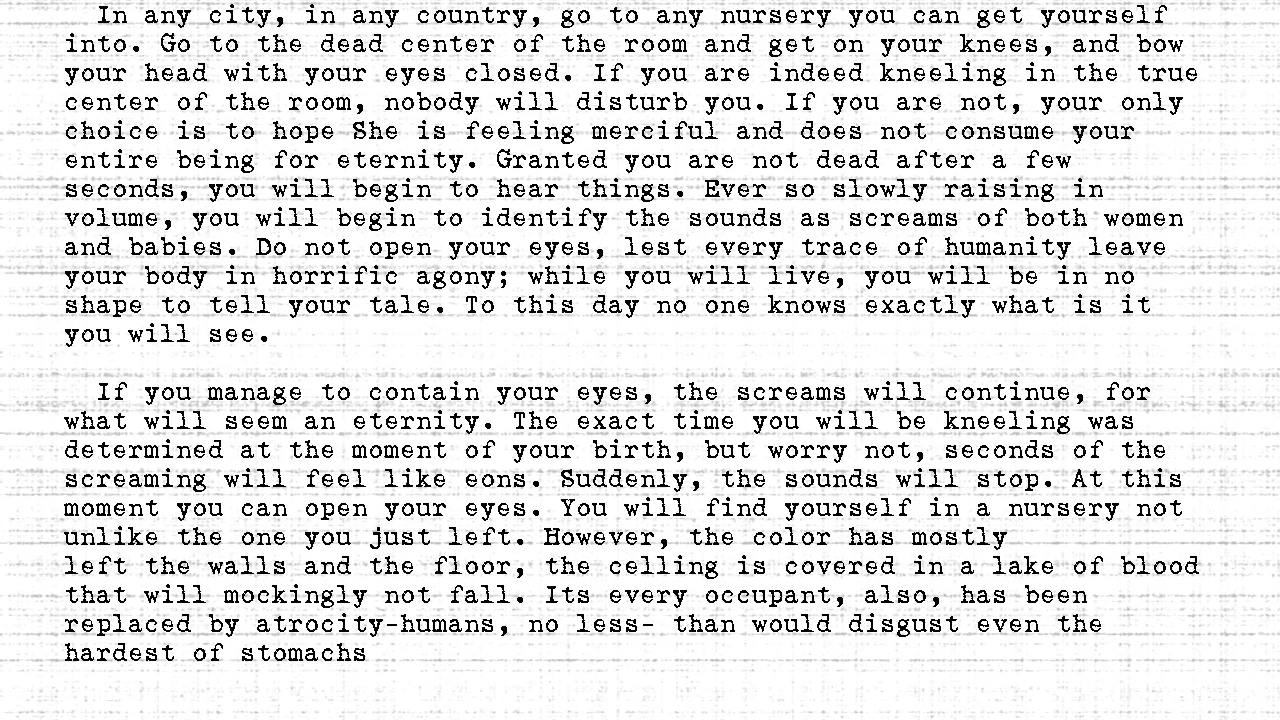 In any city, in any country, go to any nursery you can get yourself
into. Go to the dead center of the room and get on your knees, and bow
your head with your eyes closed. If you are indeed kneeling in the true
center of the room, nobody will disturb you. If you are not, your only
choice is to hope She is feeling merciful and does not consume your
entire being for eternity. Granted you are not dead after a few
seconds, you will begin to hear things. Ever so slowly raising in
volume, you will begin to identify the sounds as screams of both women
and babies. Do not open your eyes, lest every trace of humanity leave
your body in horrific agony; while you will live, you will be in no
shape to tell your tale. To this day no one knows exactly what is it
you will see.
If you manage to contain your eyes, the screams will continue, for
what will seem an eternity. The exact time you will be kneeling was
determined at the moment of your birth, but worry not, seconds of the
screaming will feel like eons. Suddenly, the sounds will stop. At this
moment you can open your eyes. You will find yourself in a nursery not
unlike the one you just left. However, the color has mostly
left the walls and the floor, the celling is covered in a lake of blood
that will mockingly not fall. Its every occupant, also, has been
replaced by atrocity-humans, no less- than would disgust even the
hardest of stomachs